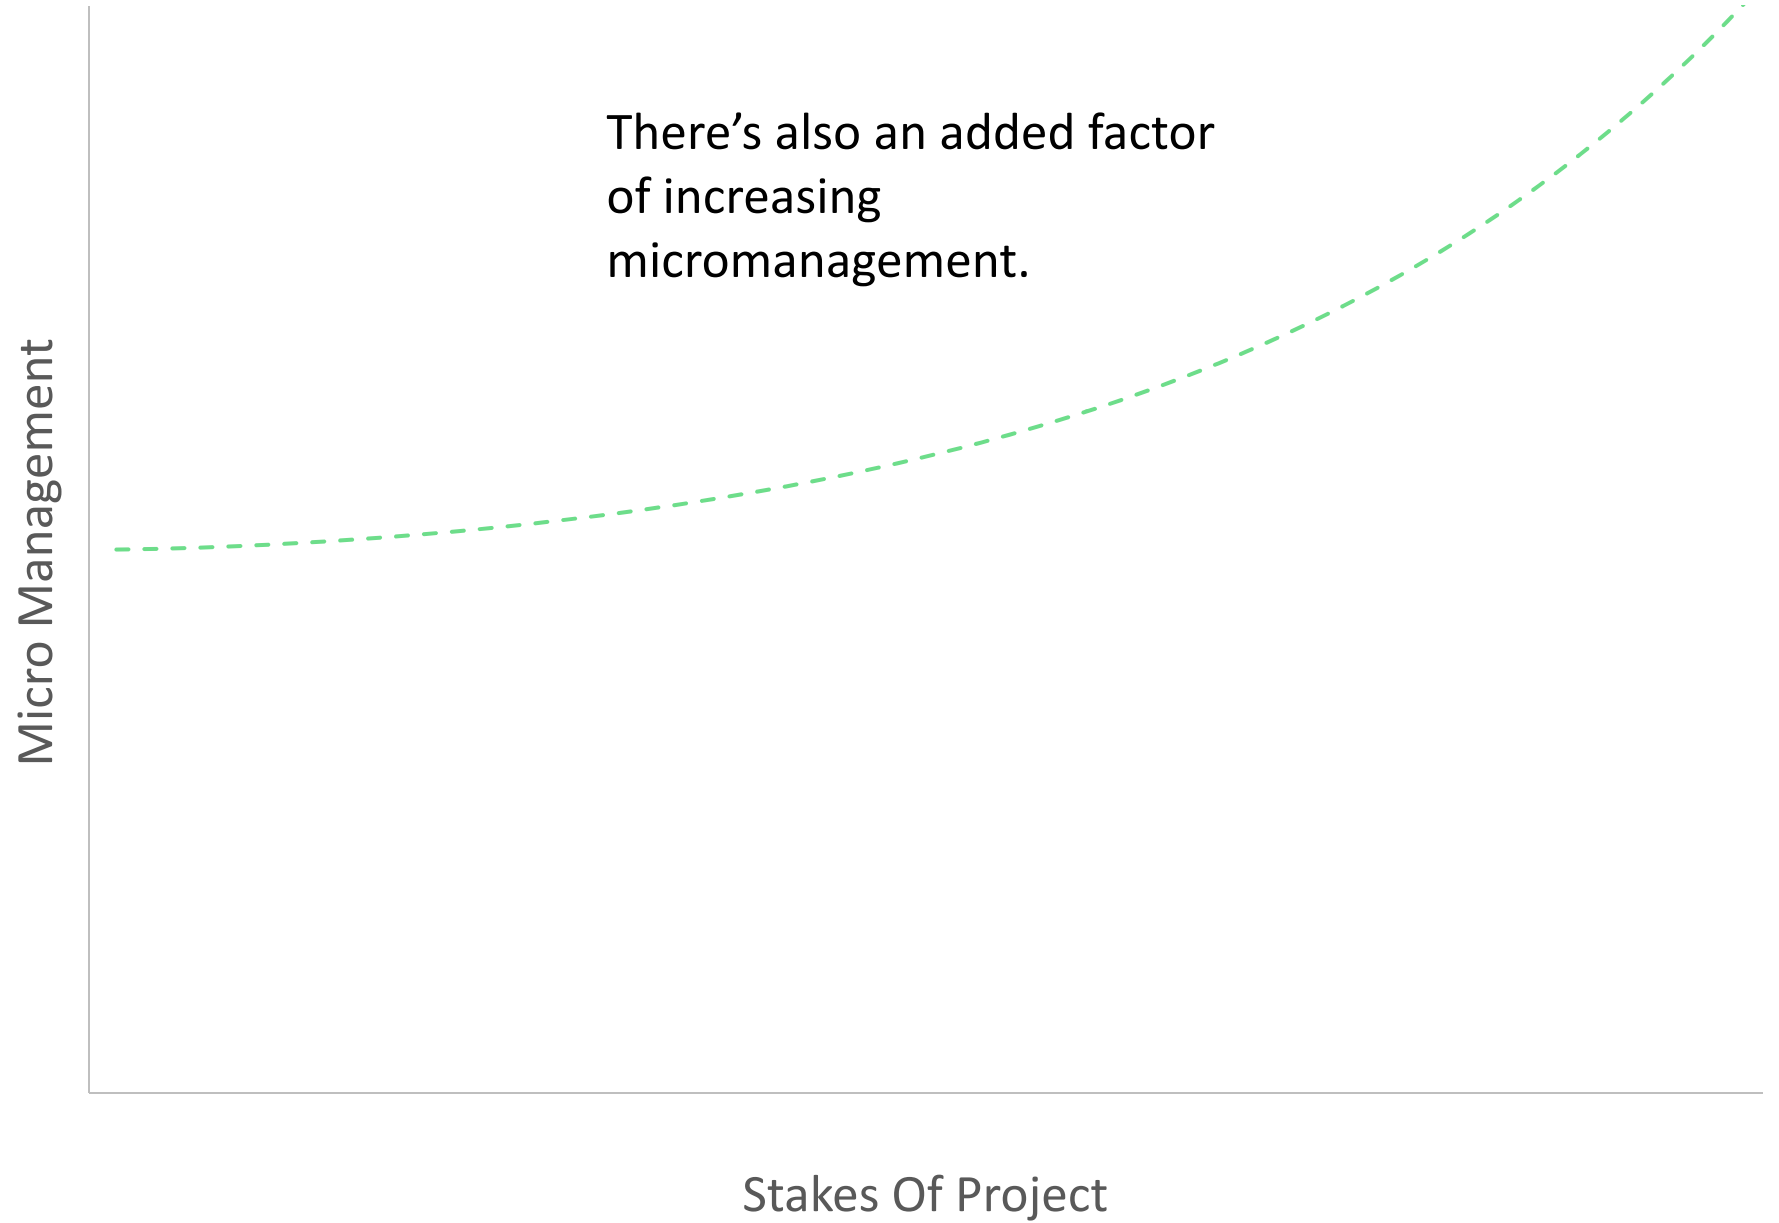 There’s also an added factor
of increasing
micromanagement.
Micro Management
Stakes Of Project